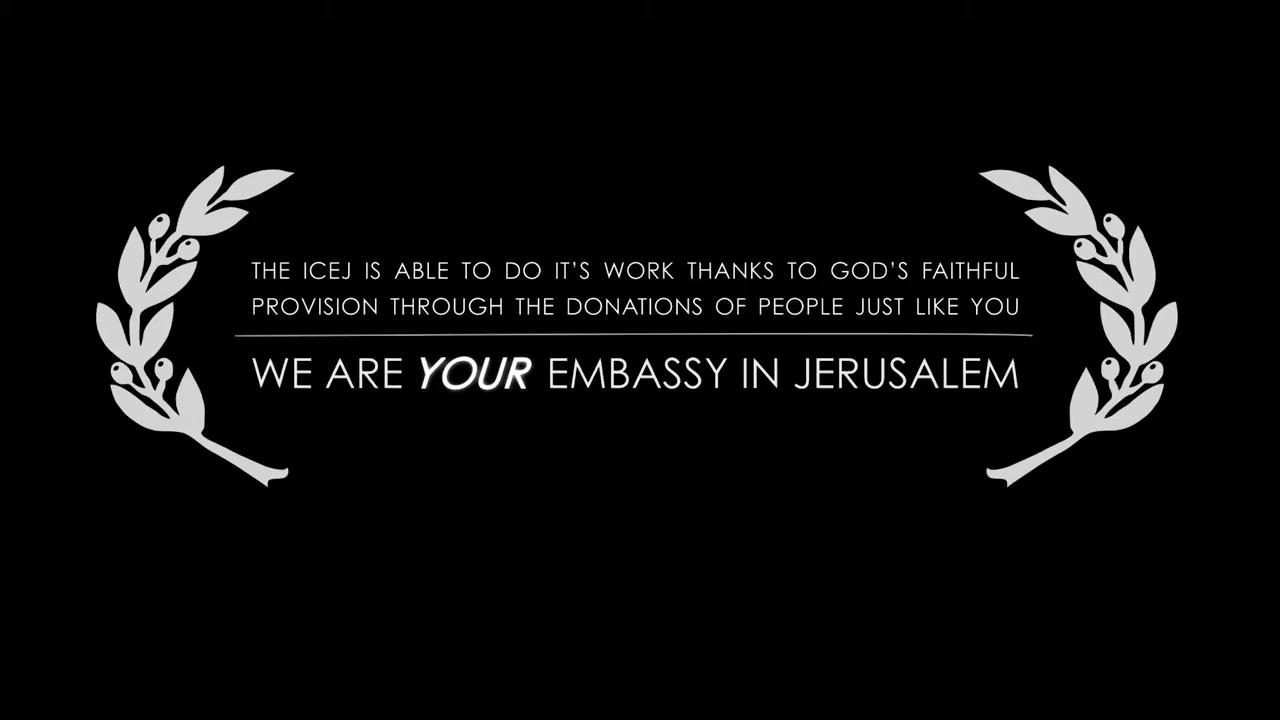 THE ICEJ IS ABLE TO DO IT'S WORK THANKS TO GOD'S FAITHFUL
PROVISION THROUGH THE DONATIONS OF PEOPLE JUST LIKE YOU
WE ARE YOUR EMBASSY IN JERUSALEM